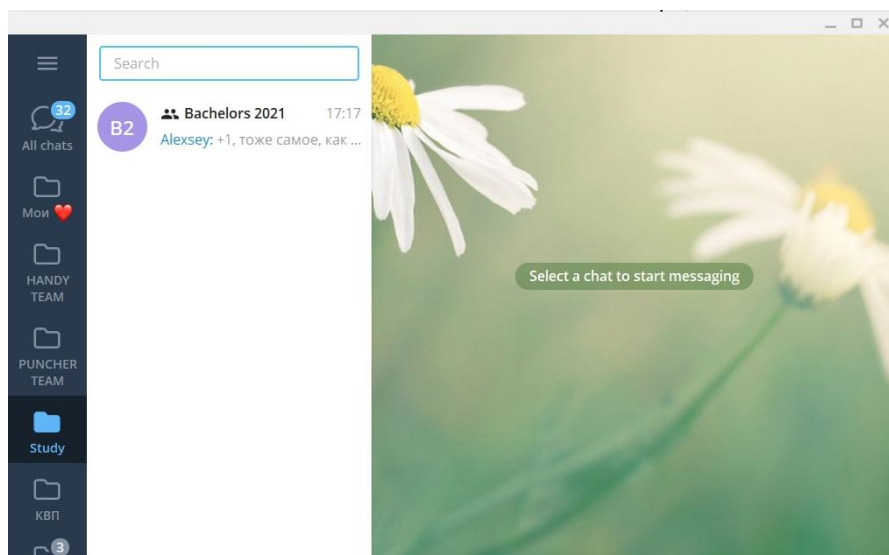 Search
32
All chats
B2
Bachelors 2021 17:17
Alexsey: +1, тоже самое, как ...
Мои ❤️
HANDY
TEAM
Select a chat to start messaging
PUNCHER
TEAM
Study
КВП
3